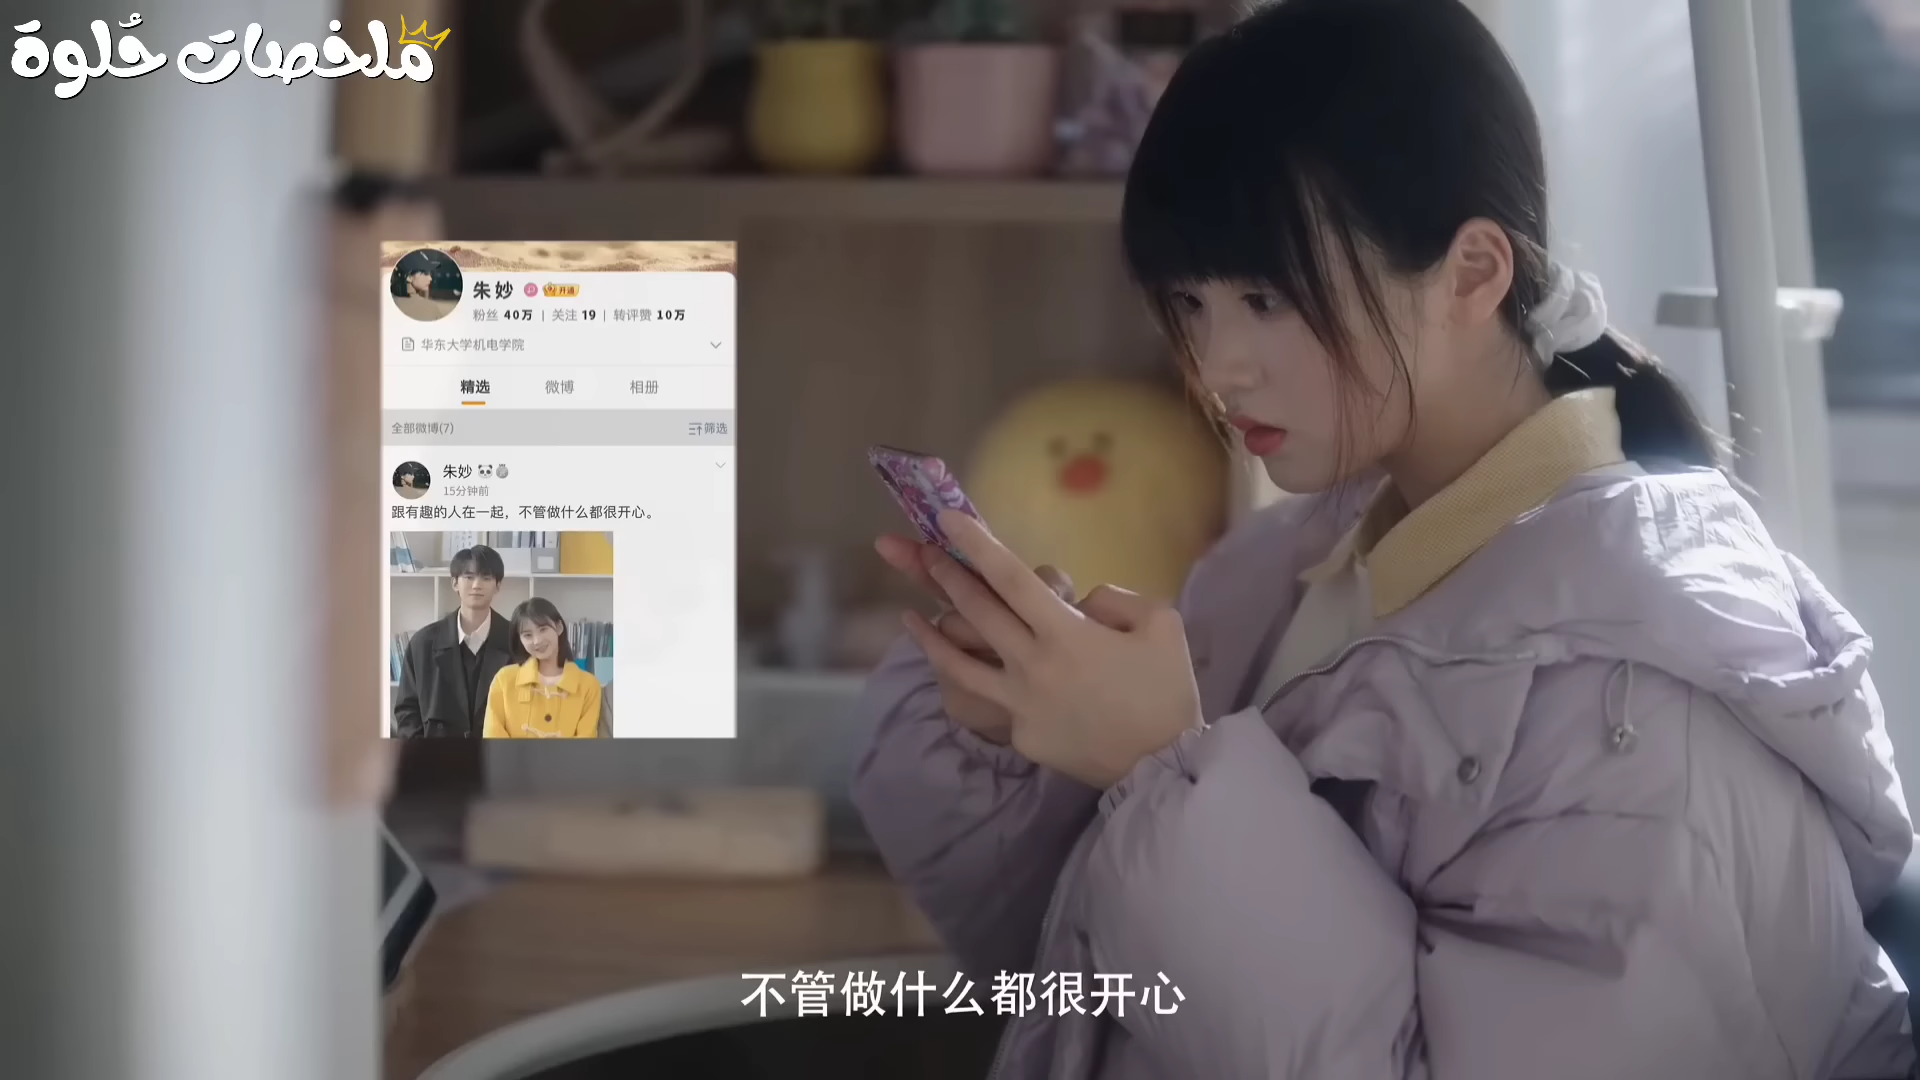 ملخصات حُلوة
朱妙
开通
粉丝 40万 | 关注 19 | 转评赞 10万
华东大学机电学院
精选 微博 相册
全部微博(7) 筛选
朱妙
15分钟前
跟有趣的人在一起，不管做什么都很开心。
不管做什么都很开心